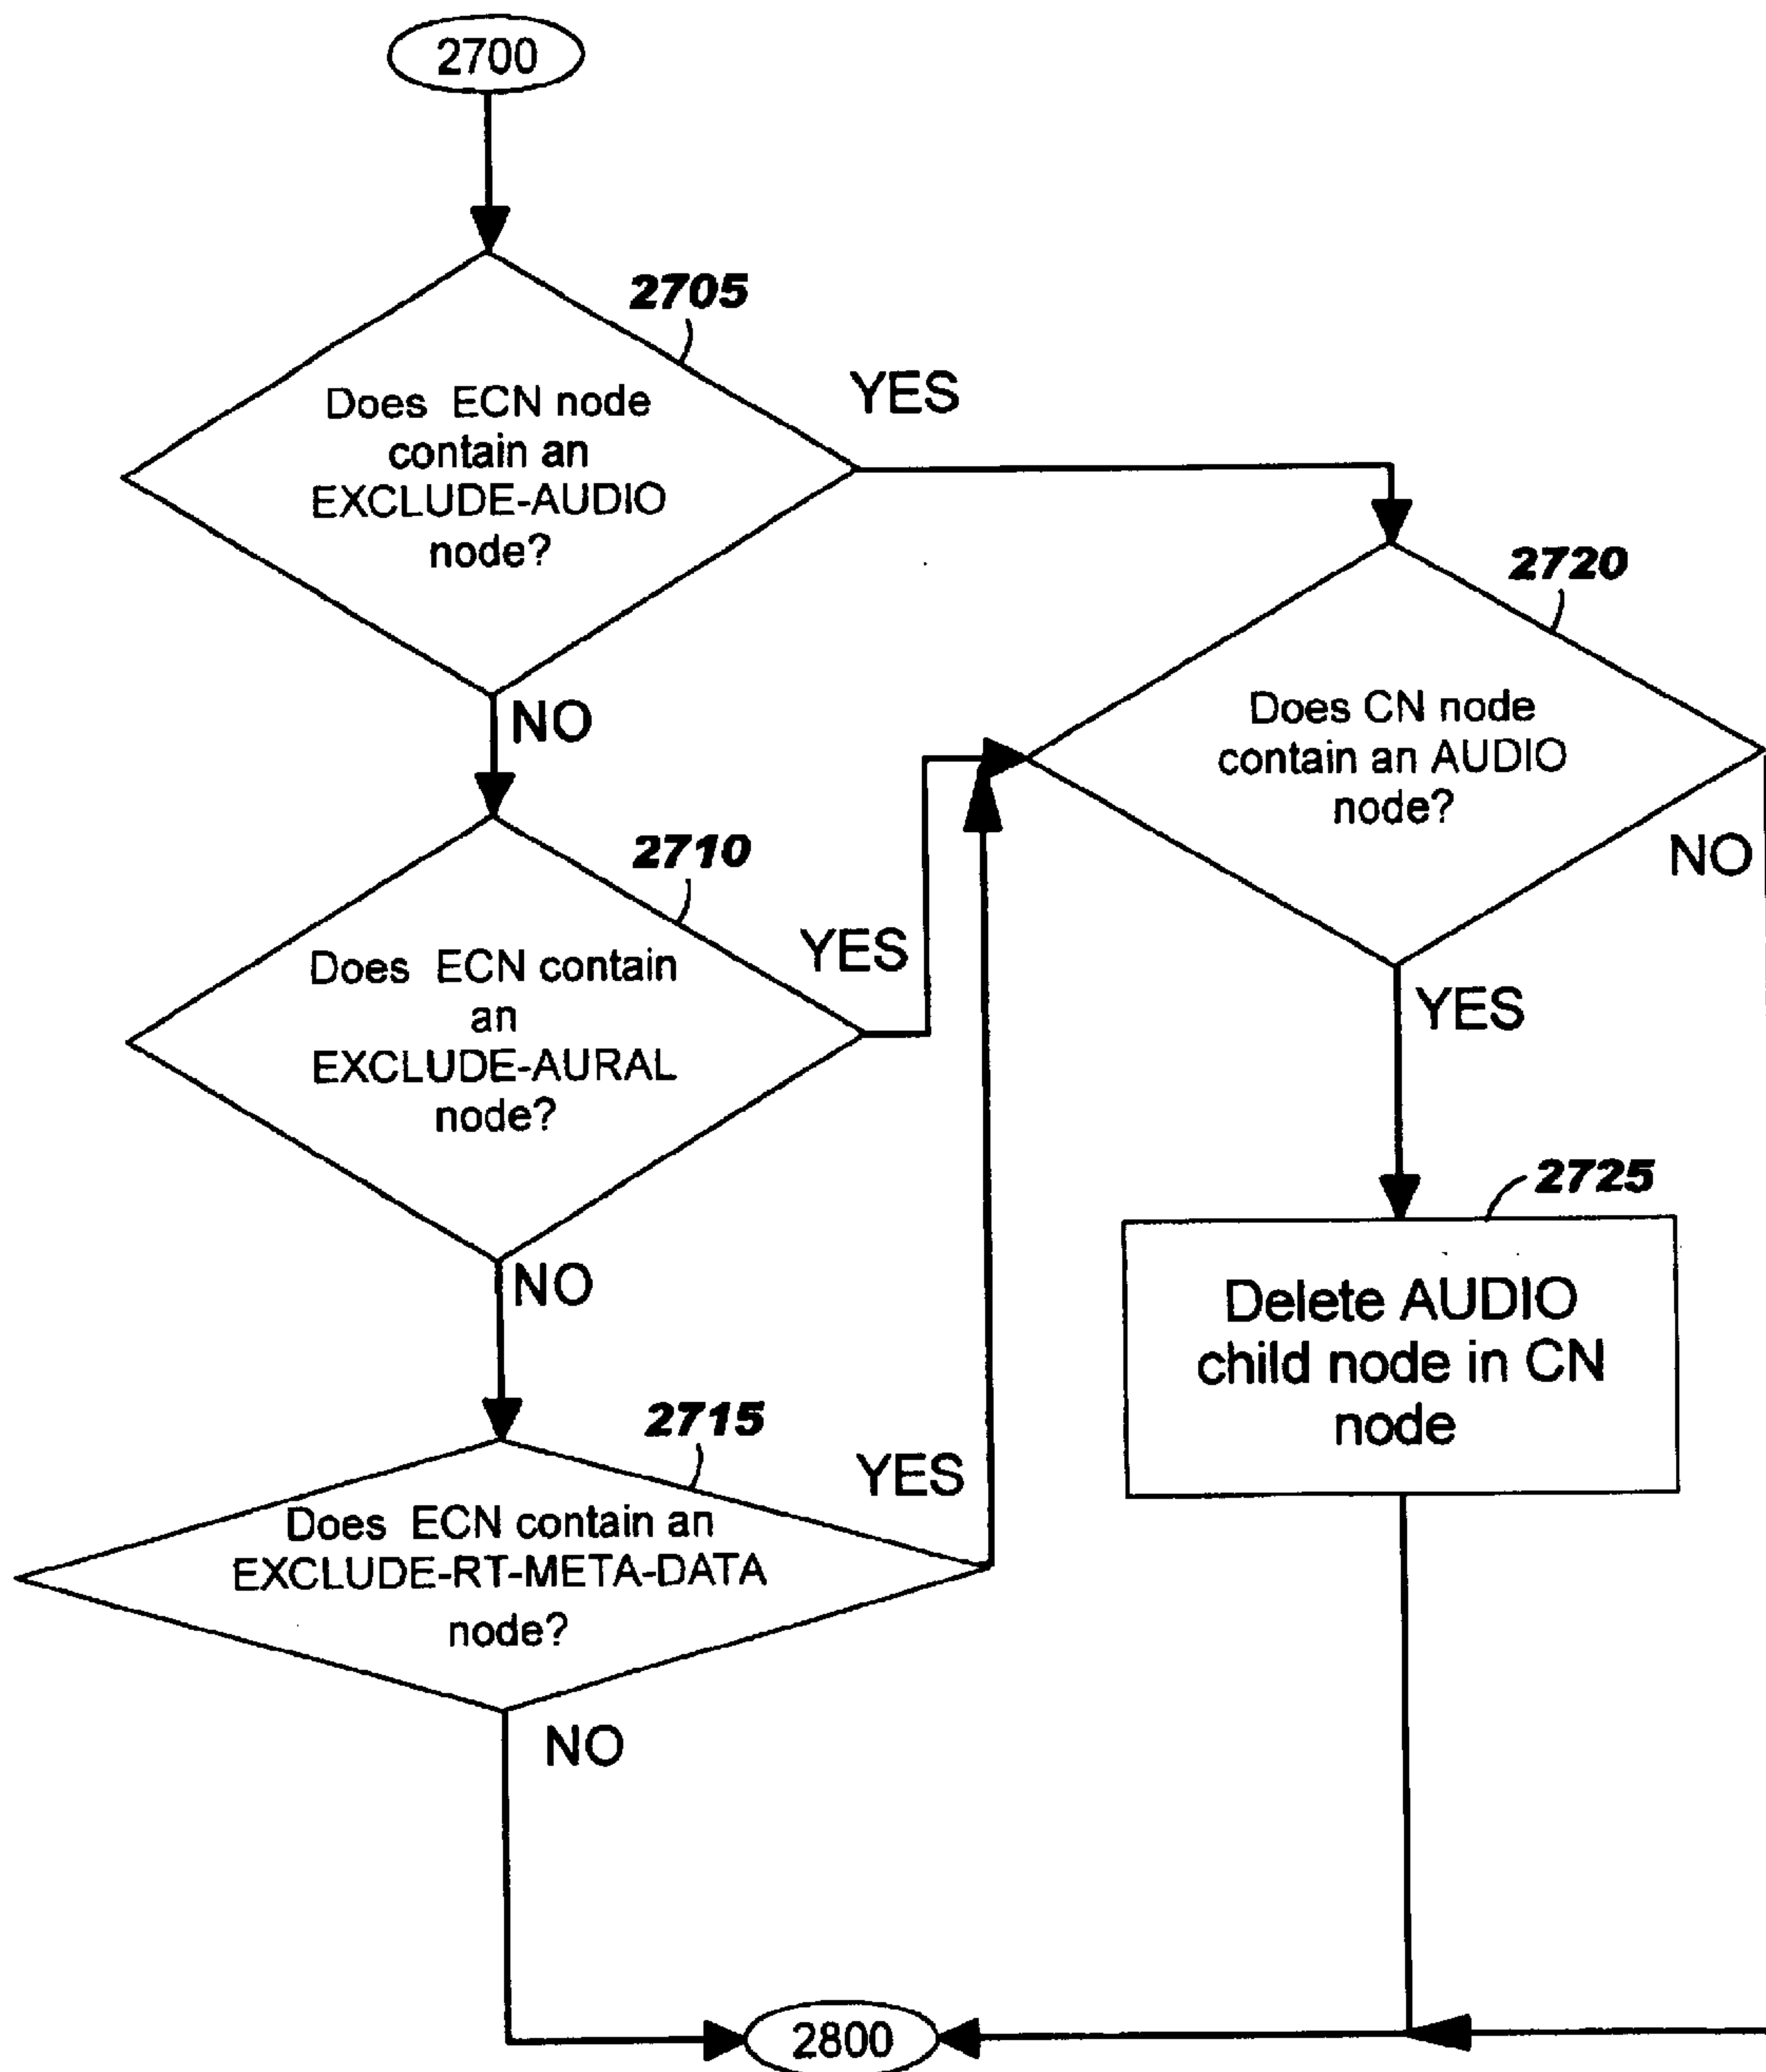 2700
2705
Does ECN node
contain an
EXCLUDE-AUDIO
node?
YES
NO
2710
Does ECN contain
an
EXCLUDE-AURAL
node?
YES
NO
2715
Does ECN contain an
EXCLUDE-RT-META-DATA
node?
YES
NO
2720
Does CN node
contain an AUDIO
node?
NO
YES
2725
Delete AUDIO
child node in CN
node
2800